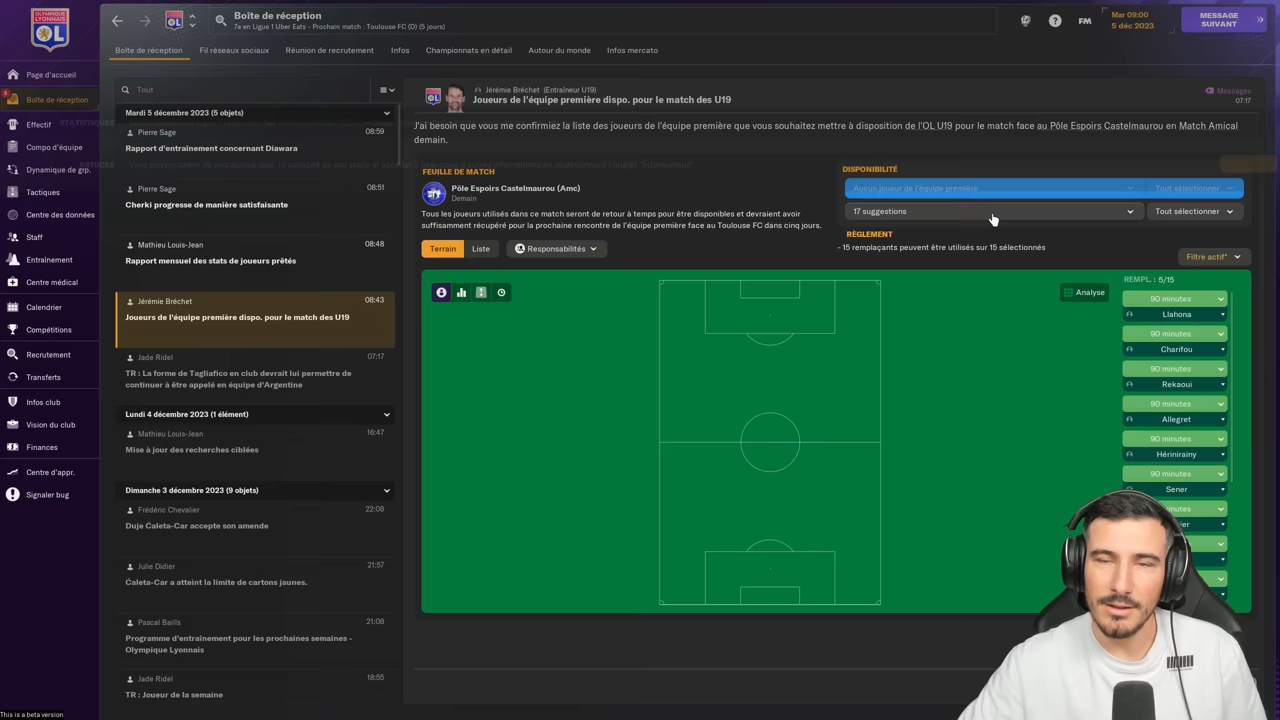 OLYMPIQUE
LYONNAIS
OL
Boîte de réception
7e en Ligue 1 Uber Eats - Prochain match : Toulouse FC (D) (5 jours)
FM
Mar 09:00
5 déc 2023
MESSAGE
SUIVANT
Boîte de réception
Fil réseaux sociaux
Réunion de recrutement
Infos
Championnats en détail
Autour du monde
Infos mercato
Page d'accueil
3
Boîte de réception
Effectif
Compo d'équipe
Dynamique de grp.
Tactiques
Centre des données
Staff
Entraînement
Centre médical
Calendrier
Compétitions
Recrutement
Transferts
Infos club
Vision du club
Finances
Centre d'appr.
Signaler bug
This is a beta version
Tout
Mardi 5 décembre 2023 (5 objets)
Pierre Sage
08:59
Rapport d'entraînement concernant Diawara
Pierre Sage
08:51
Cherki progresse de manière satisfaisante
Mathieu Louis-Jean
08:48
Rapport mensuel des stats de joueurs prêtés
Jérémie Bréchet
08:43
Joueurs de l'équipe première dispo. pour le match des U19
Jade Ridel
07:17
TR : La forme de Tagliafico en club devrait lui permettre de
continuer à être appelé en équipe d'Argentine
Lundi 4 décembre 2023 (1 élément)
Mathieu Louis-Jean
16:47
Mise à jour des recherches ciblées
Dimanche 3 décembre 2023 (9 objets)
Frédéric Chevalier
22:08
Duje Ćaleta-Car accepte son amende
Julie Didier
21:57
Ćaleta-Car a atteint la limite de cartons jaunes.
Pascal Baills
21:08
Programme d'entraînement pour les prochaines semaines -
Olympique Lyonnais
Jade Ridel
18:55
TR : Joueur de la semaine
Jérémie Bréchet (Entraîneur U19)
Joueurs de l'équipe première dispo. pour le match des U19
Messages
07:17
J'ai besoin que vous me confirmiez la liste des joueurs de l'équipe première que vous souhaitez mettre à disposition de l'OL U19 pour le match face au Pôle Espoirs Castelmaurou en Match Amical
demain.
FEUILLE DE MATCH
Pôle Espoirs Castelmaurou (Amc)
Demain
Tous les joueurs utilisés dans ce match seront de retour à temps pour être disponibles et devraient avoir
suffisamment récupéré pour la prochaine rencontre de l'équipe première face au Toulouse FC dans cinq jours.
DISPONIBILITÉ
Aucun joueur de l'équipe première
Tout sélectionner
17 suggestions
Tout sélectionner
RÈGLEMENT
- 15 remplaçants peuvent être utilisés sur 15 sélectionnés
Terrain
Liste
Responsabilités
Filtre actif*
Analyse
REMPL. : 5/15
90 minutes
Llahona
90 minutes
Charifou
90 minutes
Rekaoui
90 minutes
Allegret
90 minutes
Hérinirainy
90 minutes
Sener